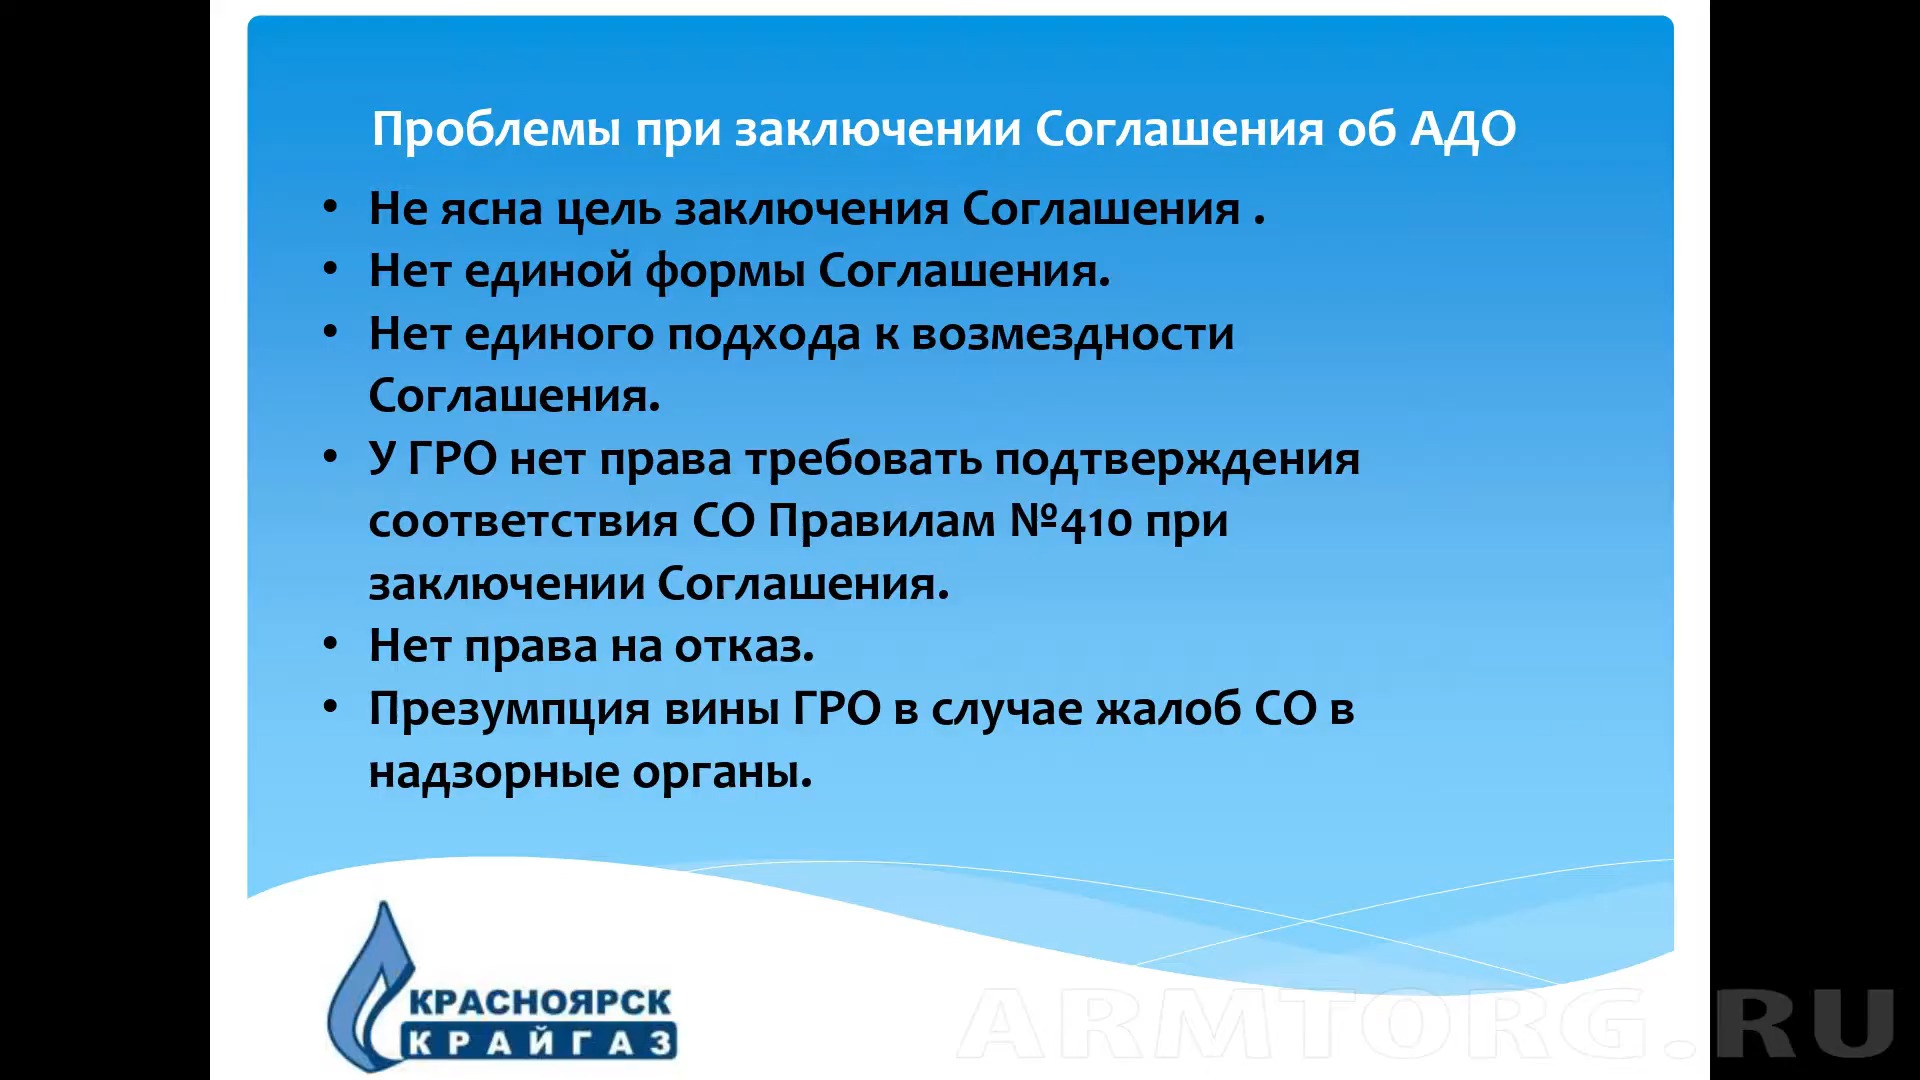 Проблемы при заключении Соглашения об АДО
• Не ясна цель заключения Соглашения .
• Нет единой формы Соглашения.
• Нет единого подхода к возмездности
Соглашения.
• У ГРО нет права требовать подтверждения
соответствия СО Правилам №410 при
заключении Соглашения.
• Нет права на отказ.
• Презумпция вины ГРО в случае жалоб СО в
надзорные органы.
КРАСНОЯРСК
КРАЙГАЗ
ARMTORG.RU